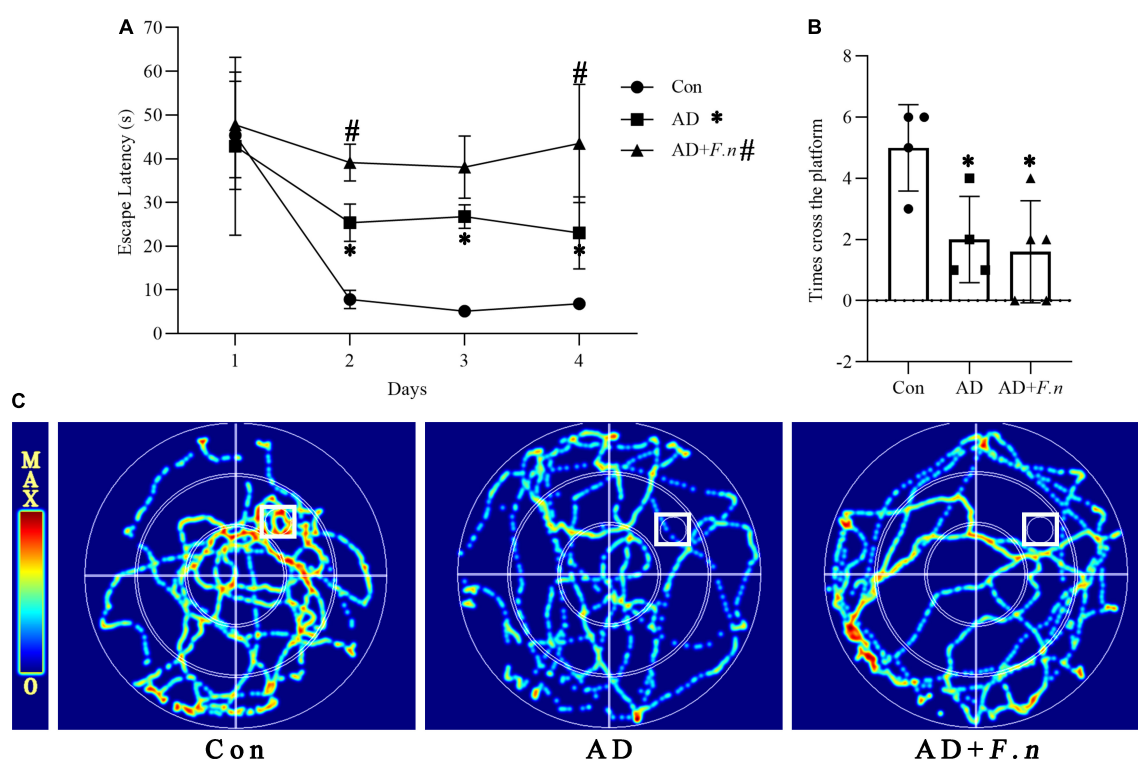 A
70
60
50
40
30
20
10
0
Escape Latency (s)
1 2 3 4
Days
#
#
*
*
*
Con
AD *
AD+F.n #
B
8
6
4
2
0
-2
Times cross the platform
*
*
Con AD AD+F.n
C
MAX
0
Con AD AD+F.n